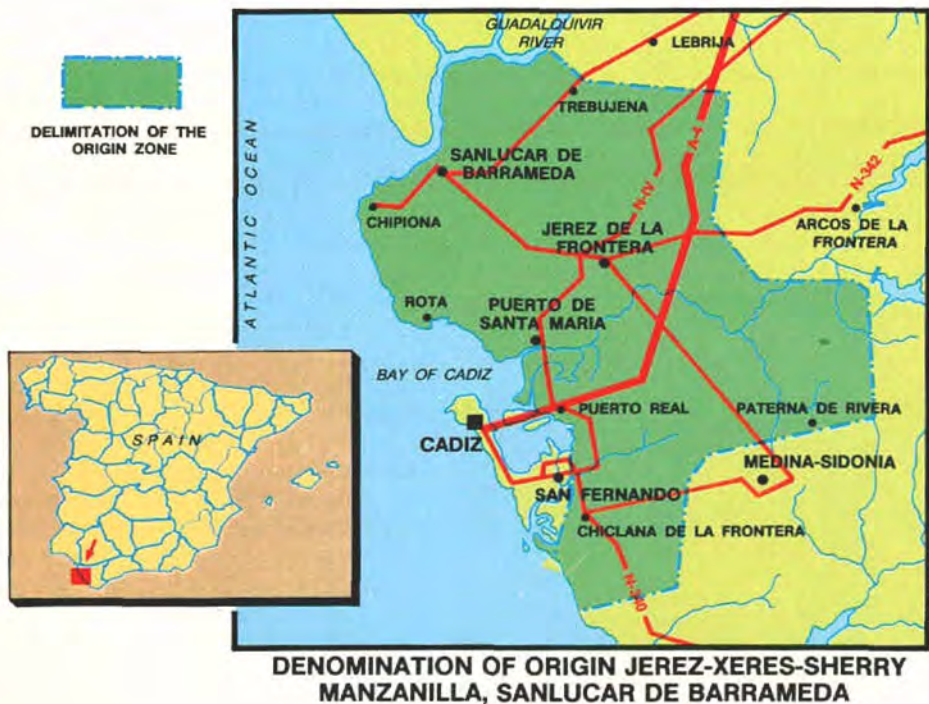 DELIMITATION OF THE
ORIGIN ZONE
GUADALQUIVIR
RIVER
LEBRIJA
TREBUJENA
ATLANTIC OCEAN
SANLUCAR DE
BARRAMEDA
N-IV
A-4
N-342
CHIPIONA
JEREZ DE LA
FRONTERA
ARCOS DE LA
FRONTERA
ROTA
PUERTO DE
SANTA MARIA
BAY OF CADIZ
PUERTO REAL
PATERNA DE RIVERA
CADIZ
MEDINA-SIDONIA
SAN FERNANDO
CHICLANA DE LA FRONTERA
N-340
SPAIN
DENOMINATION OF ORIGIN JEREZ-XERES-SHERRY
MANZANILLA, SANLUCAR DE BARRAMEDA